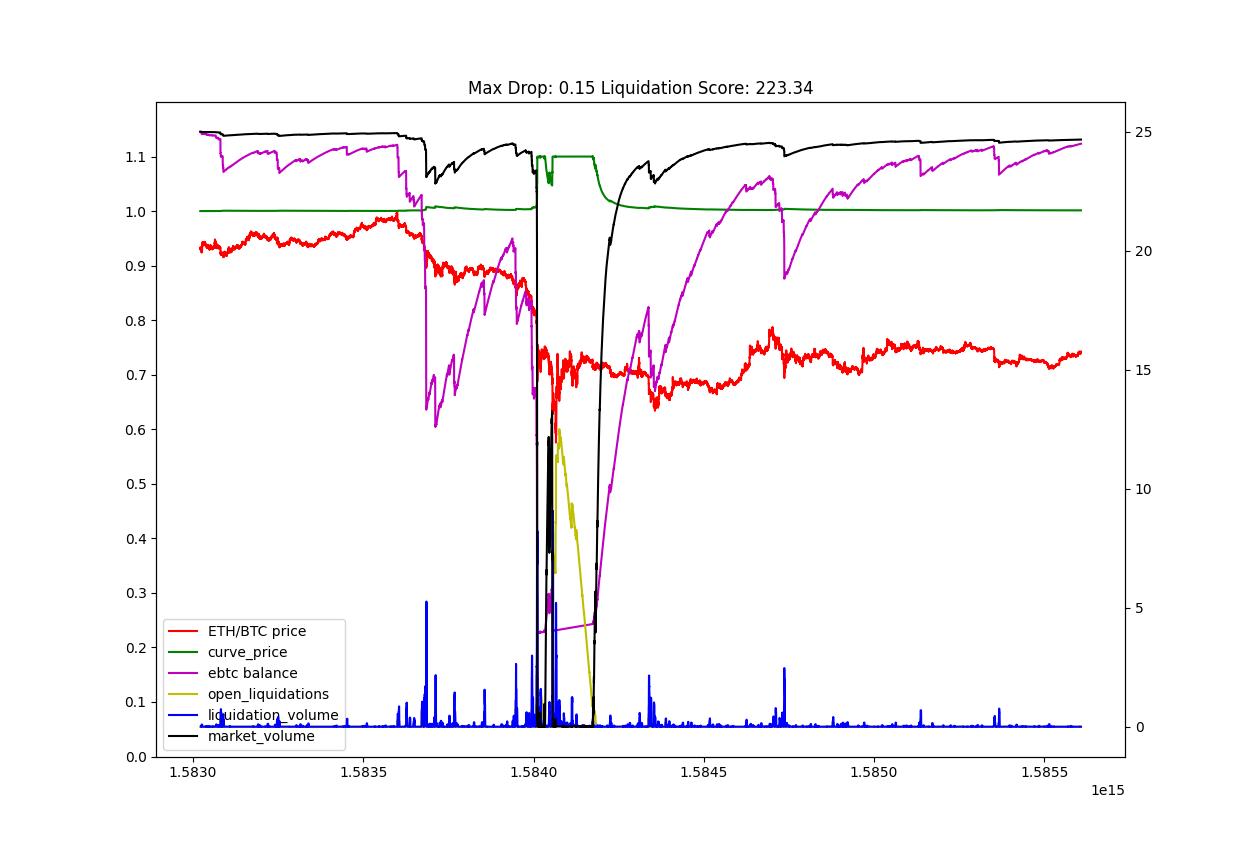 Max Drop: 0.15 Liquidation Score: 223.34
1.1
1.0
0.9
0.8
0.7
0.6
0.5
0.4
0.3
0.2
0.1
0.0
25
20
15
10
5
0
ETH/BTC price
curve_price
ebtc balance
open_liquidations
liquidation_volume
market_volume
1.5830 1.5835 1.5840 1.5845 1.5850 1.5855
1e15